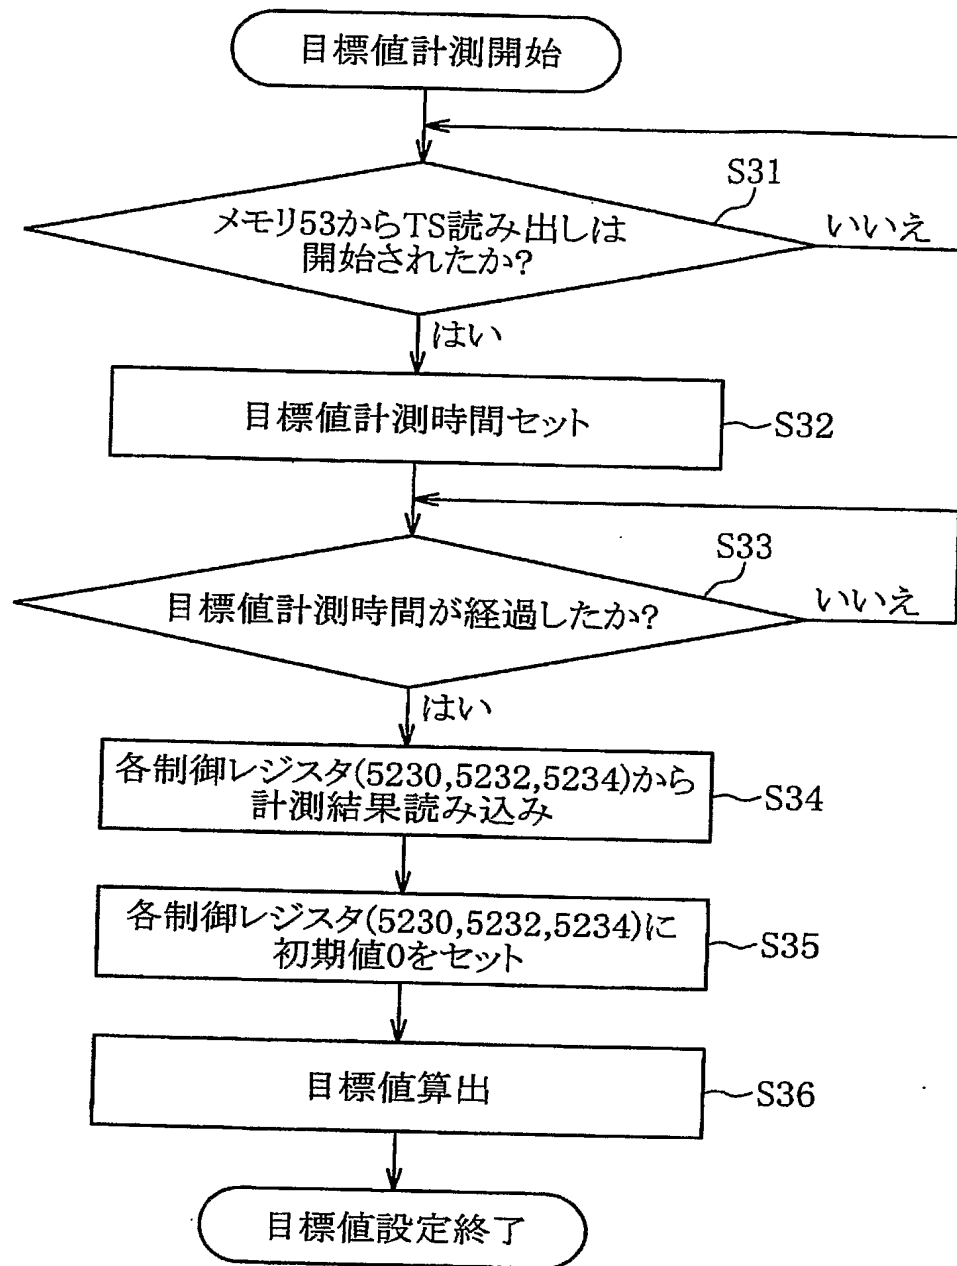 目標値計測開始
S31
メモリ53からTS読み出しは
開始されたか?
いいえ
はい
目標値計測時間セット
S32
S33
目標値計測時間が経過したか?
いいえ
はい
各制御レジスタ(5230,5232,5234)から
計測結果読み込み
S34
各制御レジスタ(5230,5232,5234)に
初期値0をセット
S35
目標値算出
S36
目標値設定終了